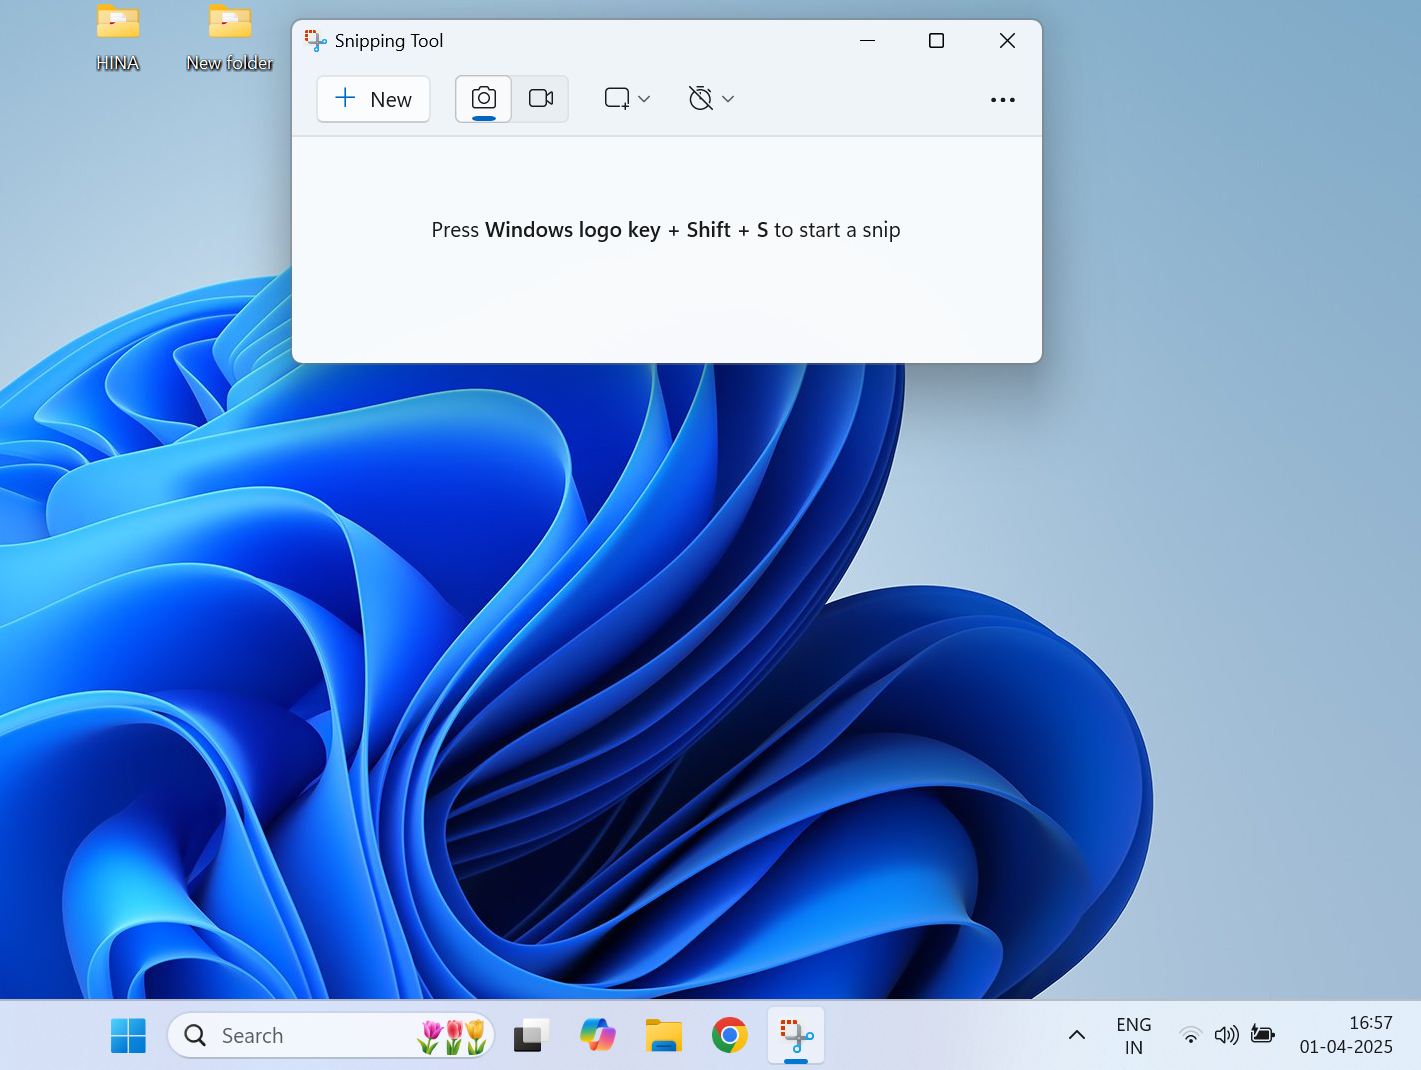 HINA
New folder
Snipping Tool
New
Press Windows logo key + Shift + S to start a snip
Search
ENG
IN
16:57
01-04-2025